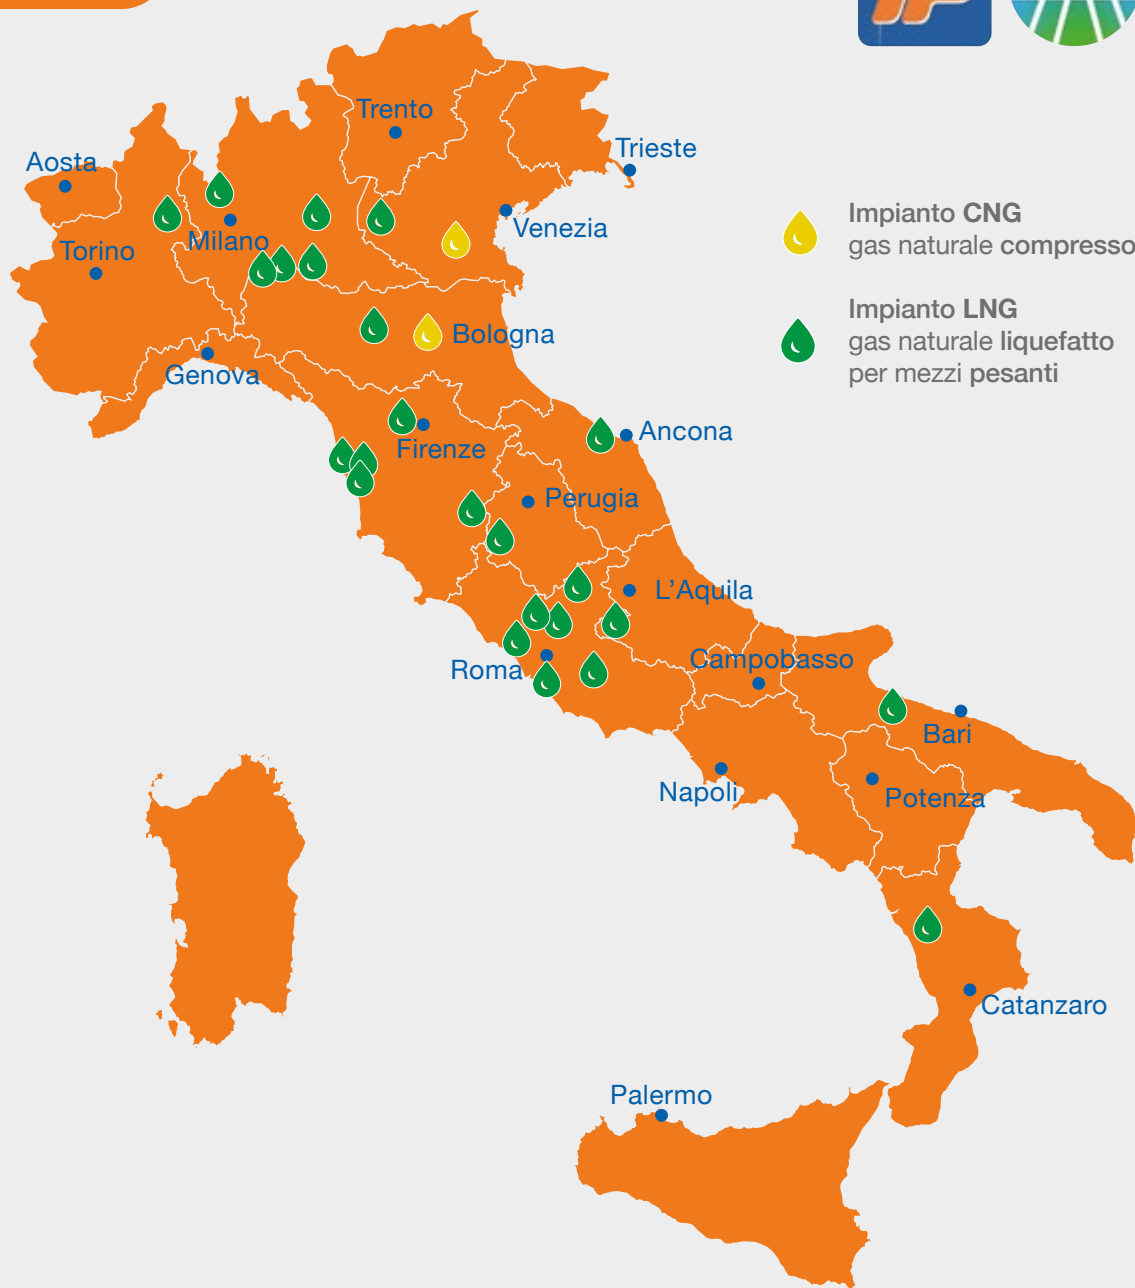 Trento
Aosta
Trieste
Venezia
Milano
Torino
Impianto CNG
gas naturale compresso
Impianto LNG
gas naturale liquefatto
per mezzi pesanti
Bologna
Genova
Firenze
Ancona
Perugia
L'Aquila
Roma
Campobasso
Bari
Napoli
Potenza
Catanzaro
Palermo